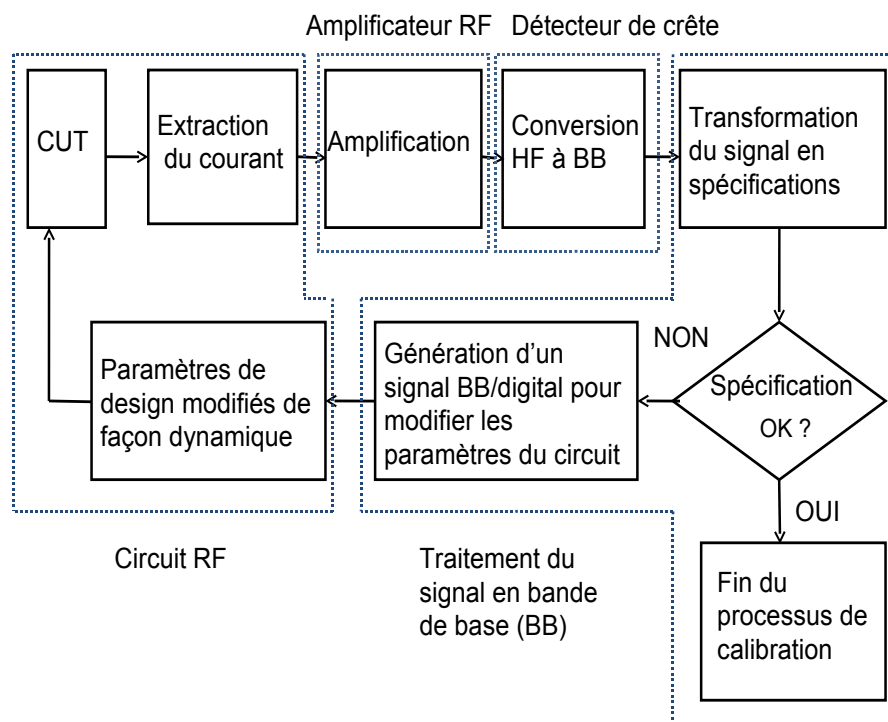 Amplificateur RF
Détecteur de crête
CUT
Extraction
du courant
Amplification
Conversion
HF à BB
Transformation
du signal en
spécifications
Paramètres de
design modifiés de
façon dynamique
Génération d'un
signal BB/digital pour
modifier les
paramètres du circuit
NON
Spécification
OK ?
OUI
Circuit RF
Traitement du
signal en bande
de base (BB)
Fin du
processus de
calibration